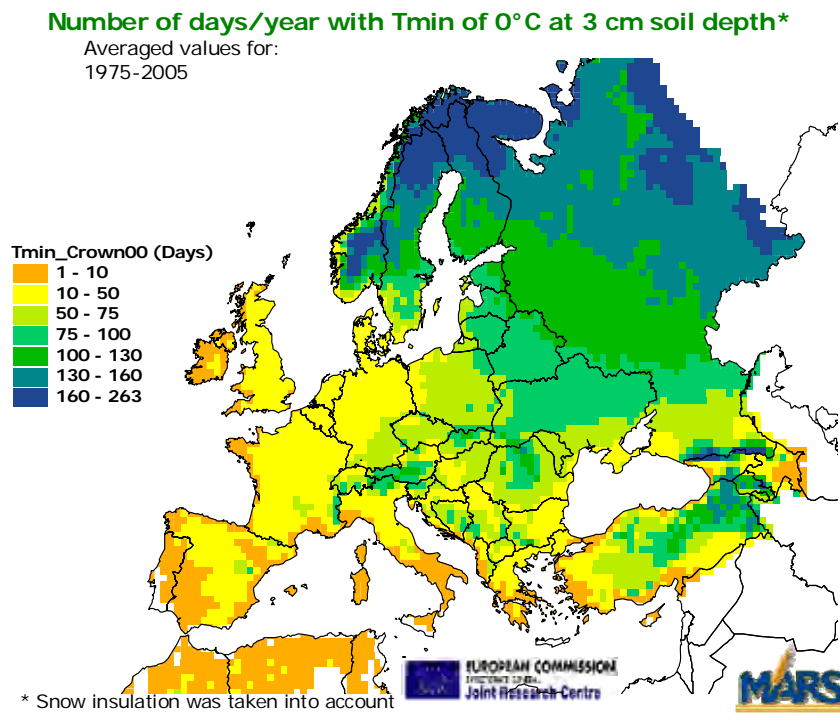 Number of days/year with Tmin of 0°C at 3 cm soil depth*
Averaged values for:
1975-2005
Tmin_Crown00 (Days)
1 - 10
10 - 50
50 - 75
75 - 100
100 - 130
130 - 160
160 - 263
EUROPEAN COMMISSION
Joint Research Centre
MARS
* Snow insulation was taken into account